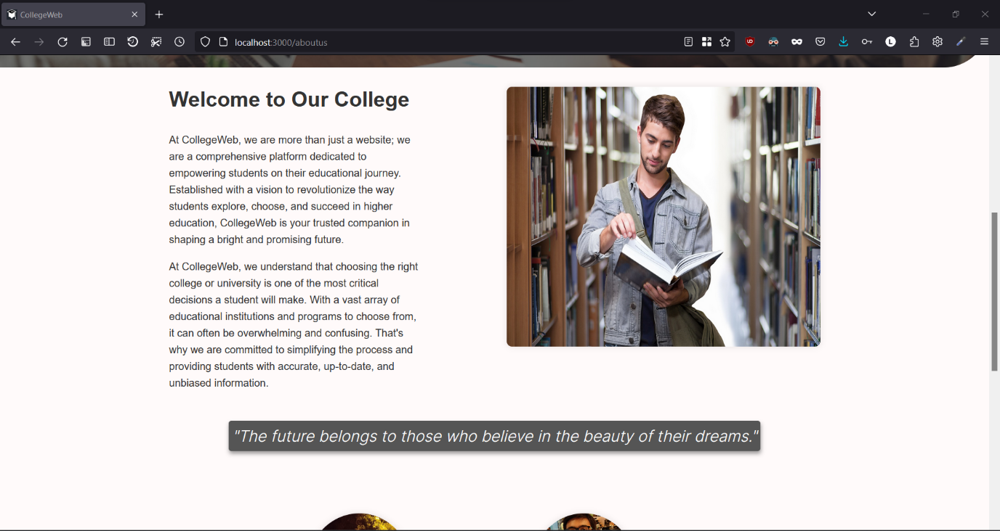 CollegeWeb
localhost:3000/aboutus
Welcome to Our College
At CollegeWeb, we are more than just a website; we
are a comprehensive platform dedicated to
empowering students on their educational journey.
Established with a vision to revolutionize the way
students explore, choose, and succeed in higher
education, CollegeWeb is your trusted companion in
shaping a bright and promising future.
At CollegeWeb, we understand that choosing the right
college or university is one of the most critical
decisions a student will make. With a vast array of
educational institutions and programs to choose from,
it can often be overwhelming and confusing. That's
why we are committed to simplifying the process and
providing students with accurate, up-to-date, and
unbiased information.
"The future belongs to those who believe in the beauty of their dreams."